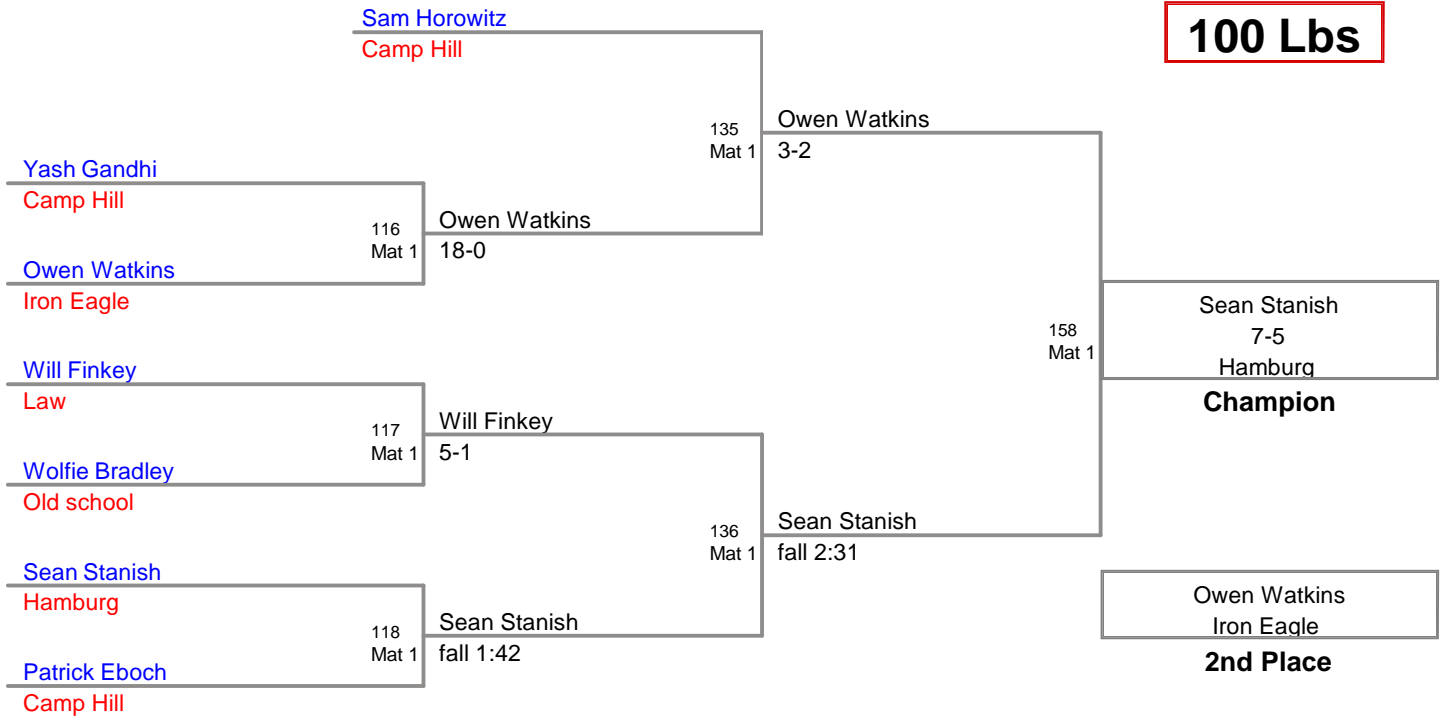 Sam Horowitz
Camp Hill
100 Lbs
135
Mat 1
Owen Watkins
3-2
Yash Gandhi
Camp Hill
116
Mat 1
Owen Watkins
18-0
Owen Watkins
Iron Eagle
Sean Stanish
7-5
Hamburg
Champion
158
Mat 1
Will Finkey
Law
117
Mat 1
Will Finkey
5-1
Wolfie Bradley
Old school
136
Mat 1
Sean Stanish
fall 2:31
Sean Stanish
Hamburg
118
Mat 1
Sean Stanish
fall 1:42
Patrick Eboch
Camp Hill
Owen Watkins
Iron Eagle
2nd Place